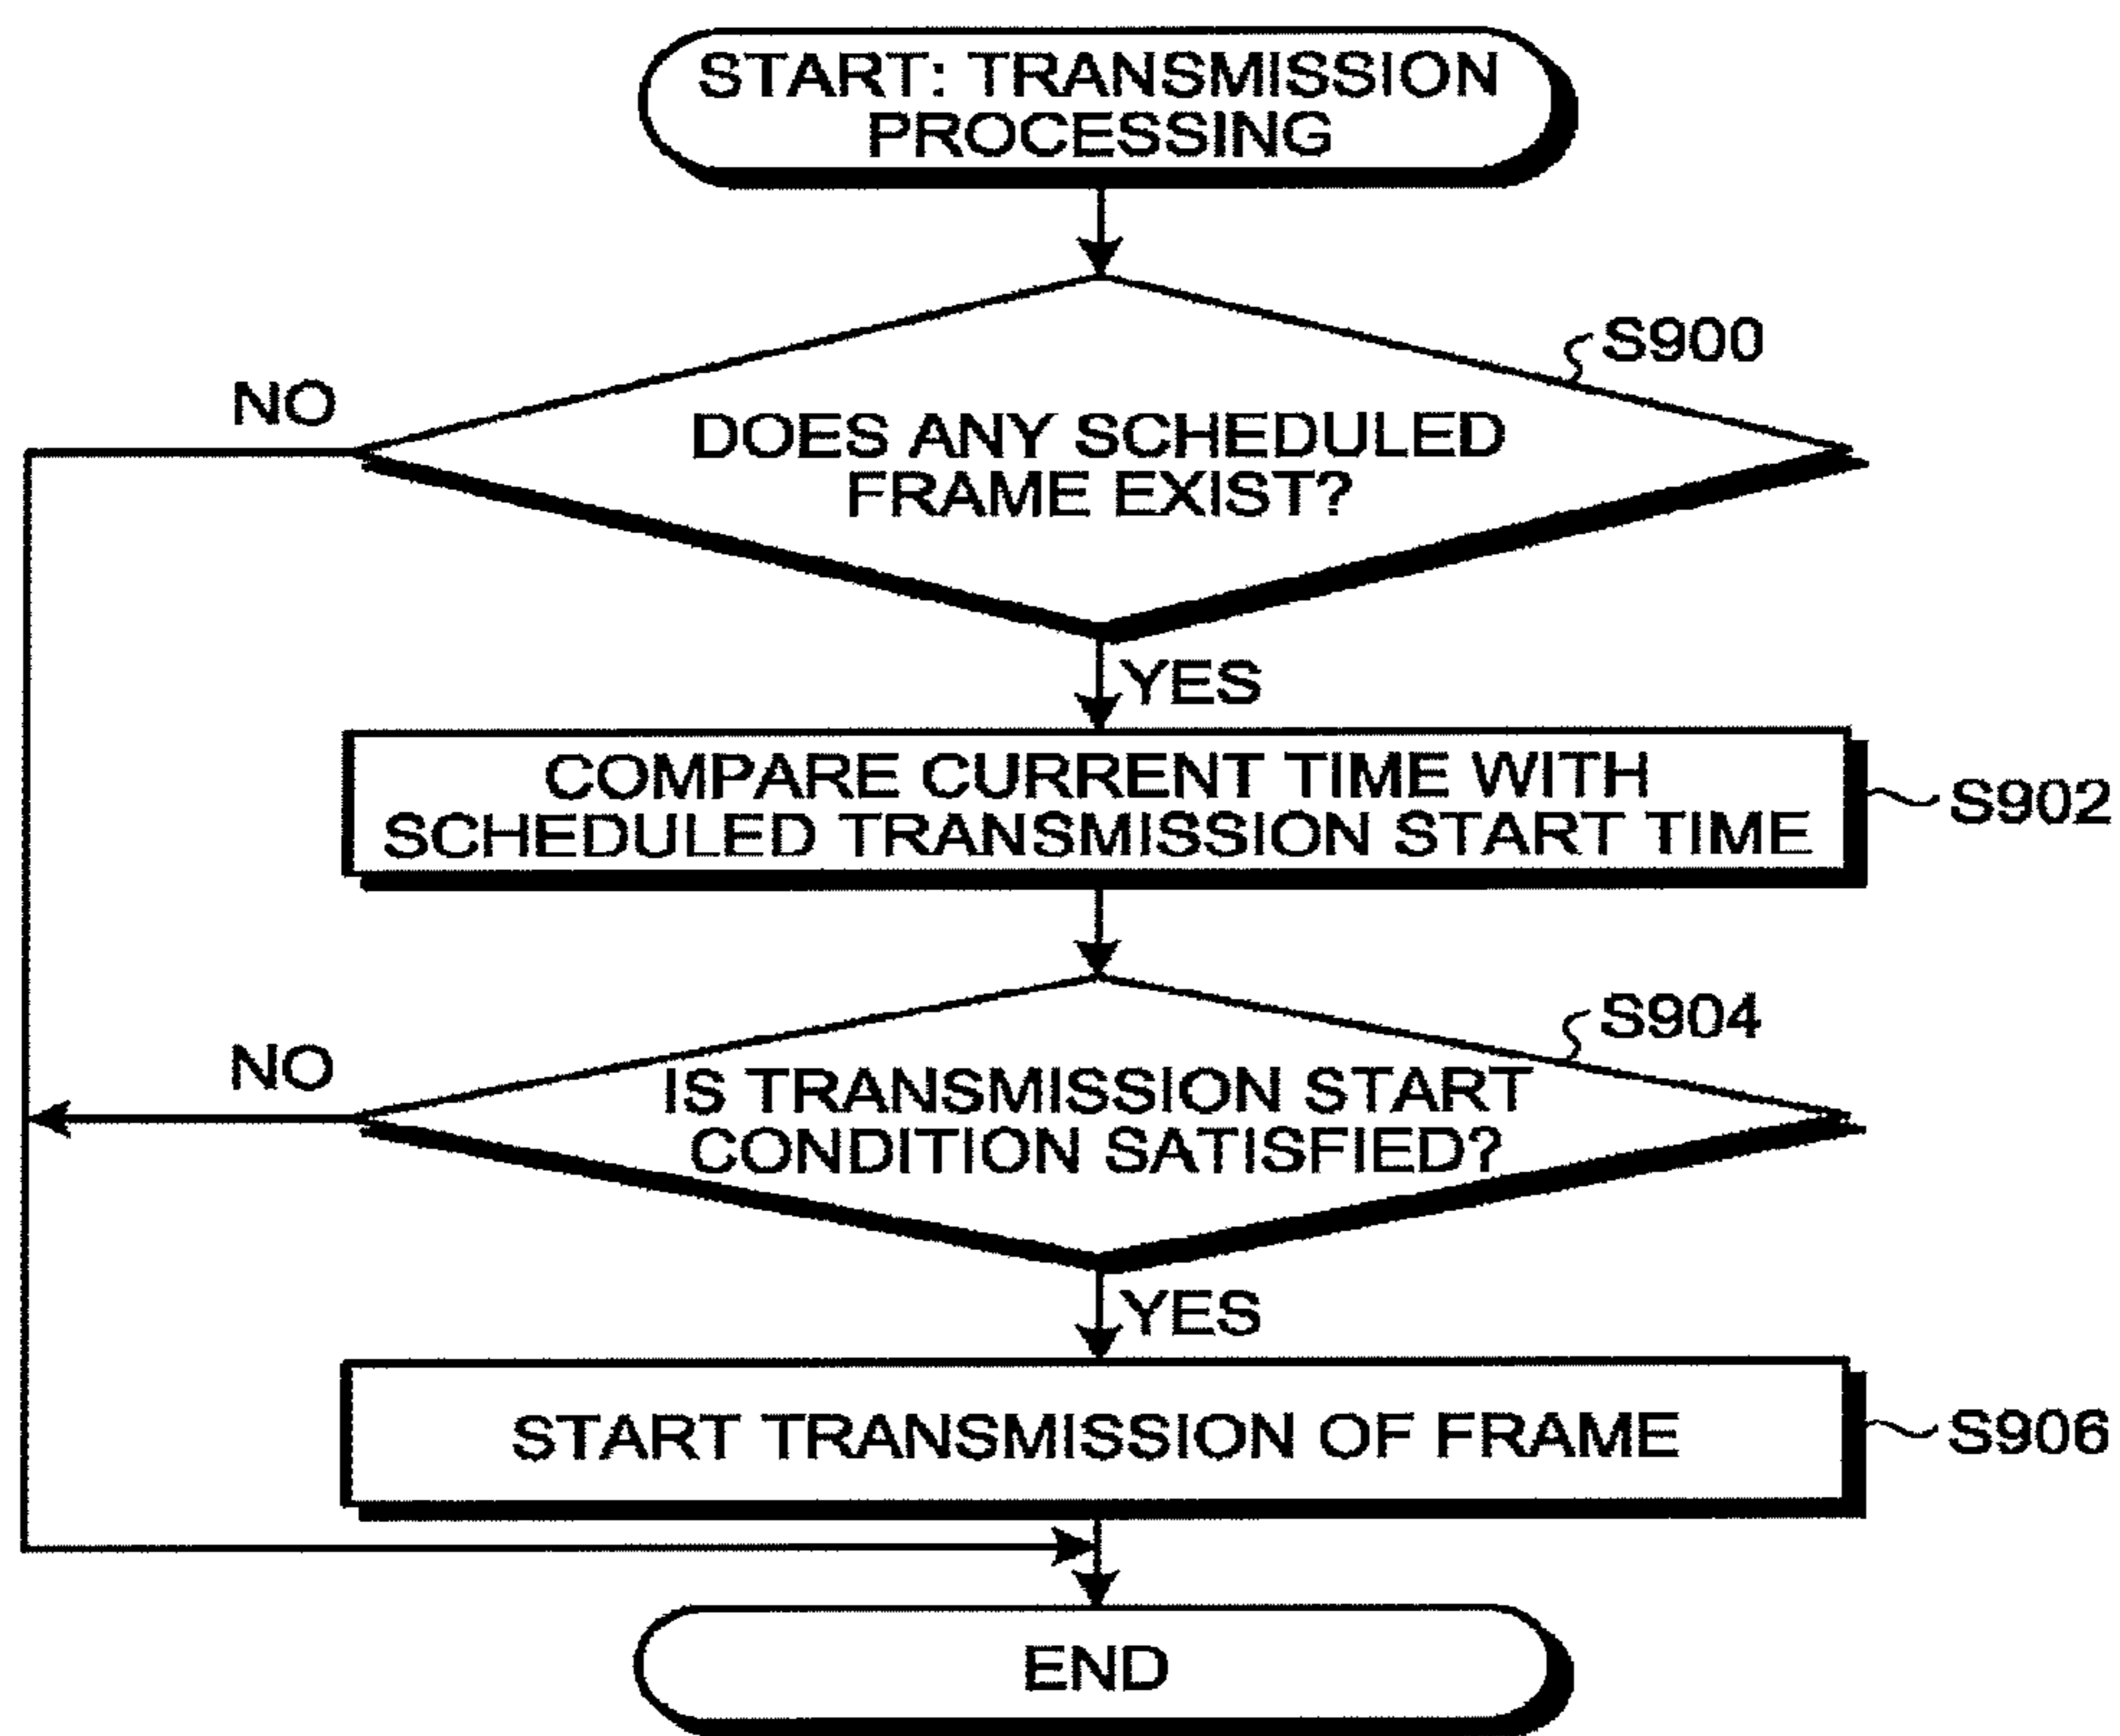 START: TRANSMISSION
PROCESSING
S900
NO
DOES ANY SCHEDULED
FRAME EXIST?
YES
COMPARE CURRENT TIME WITH
SCHEDULED TRANSMISSION START TIME
S902
S904
NO
IS TRANSMISSION START
CONDITION SATISFIED?
YES
START TRANSMISSION OF FRAME
S906
END